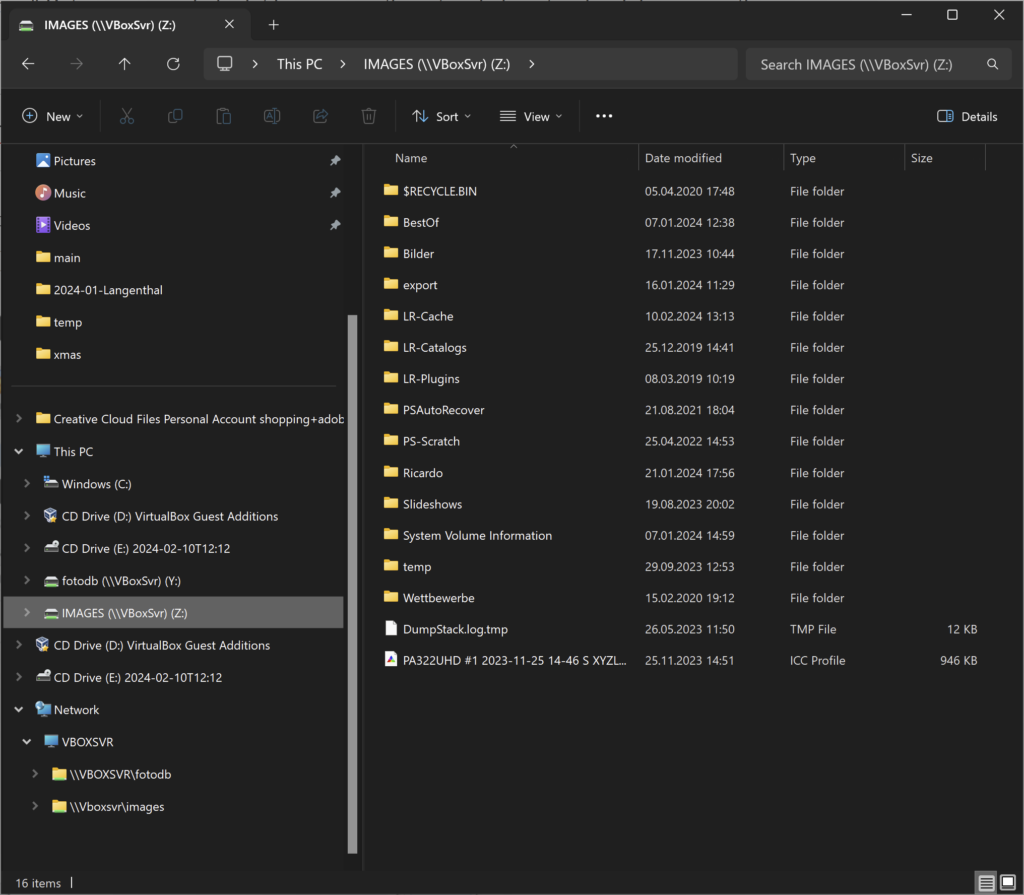 IMAGES (\\VBoxSvr) (Z:)
This PC > IMAGES (\\VBoxSvr) (Z:) >
Search IMAGES (\\VBoxSvr) (Z:)
New
Sort
View
Details
Pictures
Music
Videos
main
2024-01-Langenthal
temp
xmas
Creative Cloud Files Personal Account shopping+adob
This PC
Windows (C:)
CD Drive (D:) VirtualBox Guest Additions
CD Drive (E:) 2024-02-10T12:12
fotodb (\\VBoxSvr) (Y:)
IMAGES (\\VBoxSvr) (Z:)
CD Drive (D:) VirtualBox Guest Additions
CD Drive (E:) 2024-02-10T12:12
Network
VBOXSVR
\\VBOXSVR\fotodb
\\Vboxsvr\images
Name Date modified Type Size
$RECYCLE.BIN 05.04.2020 17:48 File folder
BestOf 07.01.2024 12:38 File folder
Bilder 17.11.2023 10:44 File folder
export 16.01.2024 11:29 File folder
LR-Cache 10.02.2024 13:13 File folder
LR-Catalogs 25.12.2019 14:41 File folder
LR-Plugins 08.03.2019 10:19 File folder
PSAutoRecover 21.08.2021 18:04 File folder
PS-Scratch 25.04.2022 14:53 File folder
Ricardo 21.01.2024 17:56 File folder
Slideshows 19.08.2023 20:02 File folder
System Volume Information 07.01.2024 14:59 File folder
temp 29.09.2023 12:53 File folder
Wettbewerbe 15.02.2020 19:12 File folder
DumpStack.log.tmp 26.05.2023 11:50 TMP File 12 KB
PA322UHD #1 2023-11-25 14-46 S XYZL... 25.11.2023 14:51 ICC Profile 946 KB
16 items